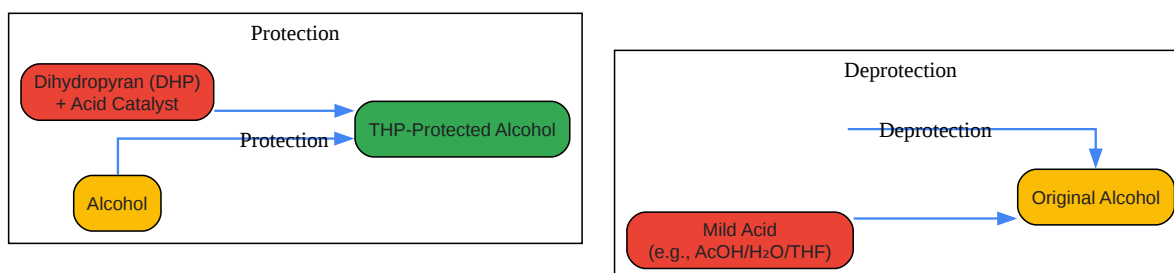 Protection
Dihydropyran (DHP)
+ Acid Catalyst
THP-Protected Alcohol
Protection
Alcohol
Deprotection
Deprotection
Original Alcohol
Mild Acid
(e.g., AcOH/H₂O/THF)